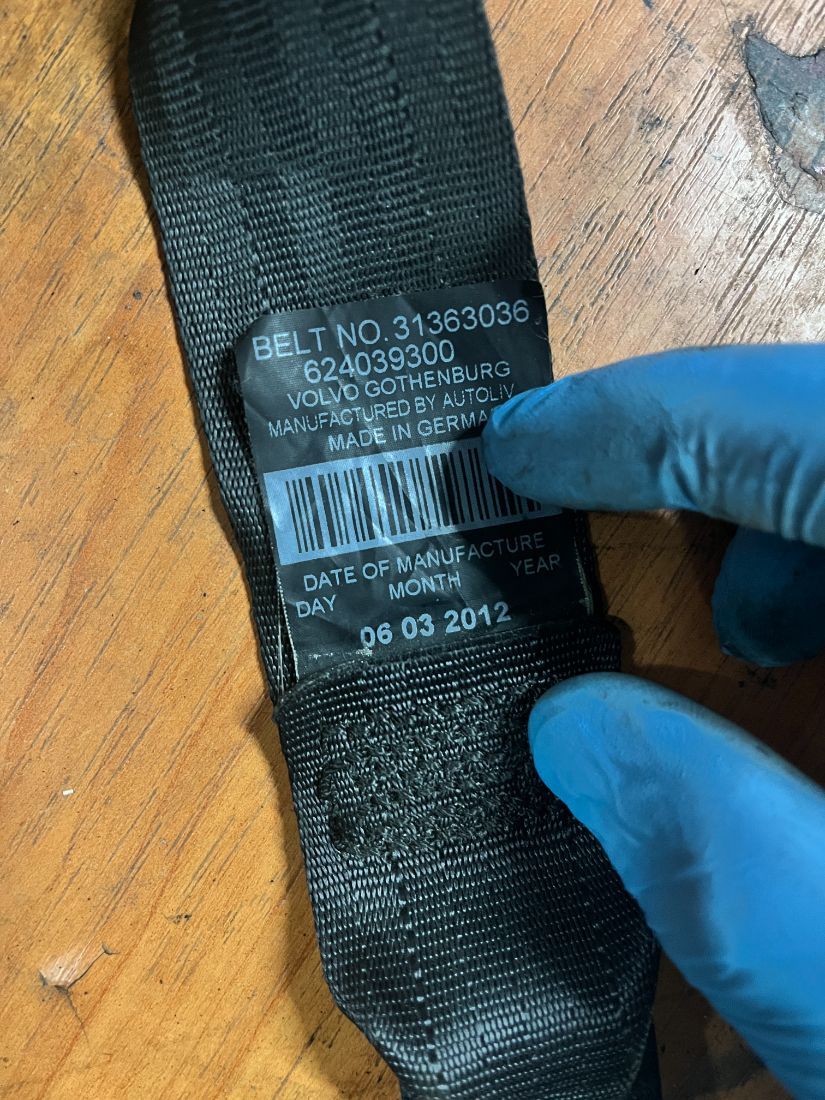 BELT NO. 31363036
624039300
VOLVO GOTHENBURG
MANUFACTURED BY AUTOLIV
MADE IN
DATE OF MANUFACTURE
DAY MONTH YEAR
06 03 2012